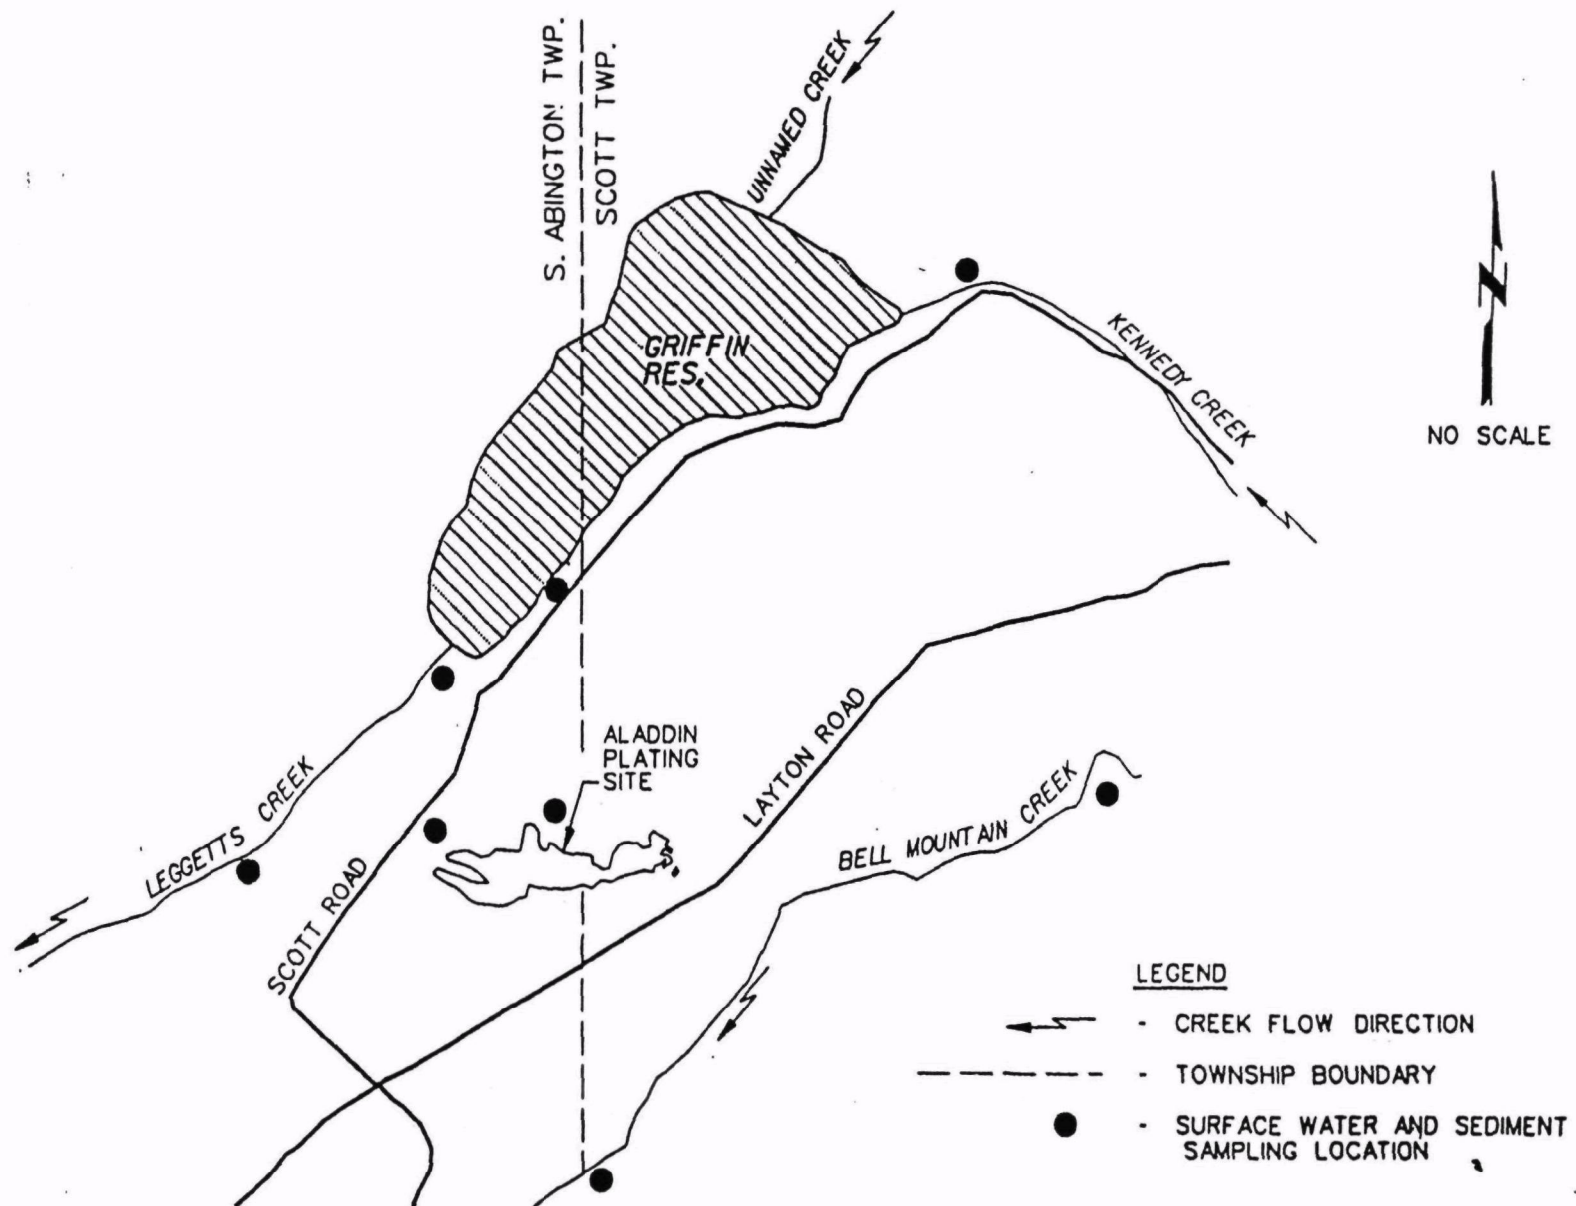 S. ABINGTON TWP.
SCOTT TWP.
UNNAMED CREEK
GRIFFIN
RES.
KENNEDY CREEK
N
NO SCALE
ALADDIN
PLATING
SITE
LAYTON ROAD
BELL MOUNTAIN CREEK
LEGGETTS CREEK
SCOTT ROAD
LEGEND
- CREEK FLOW DIRECTION
- TOWNSHIP BOUNDARY
- SURFACE WATER AND SEDIMENT
SAMPLING LOCATION